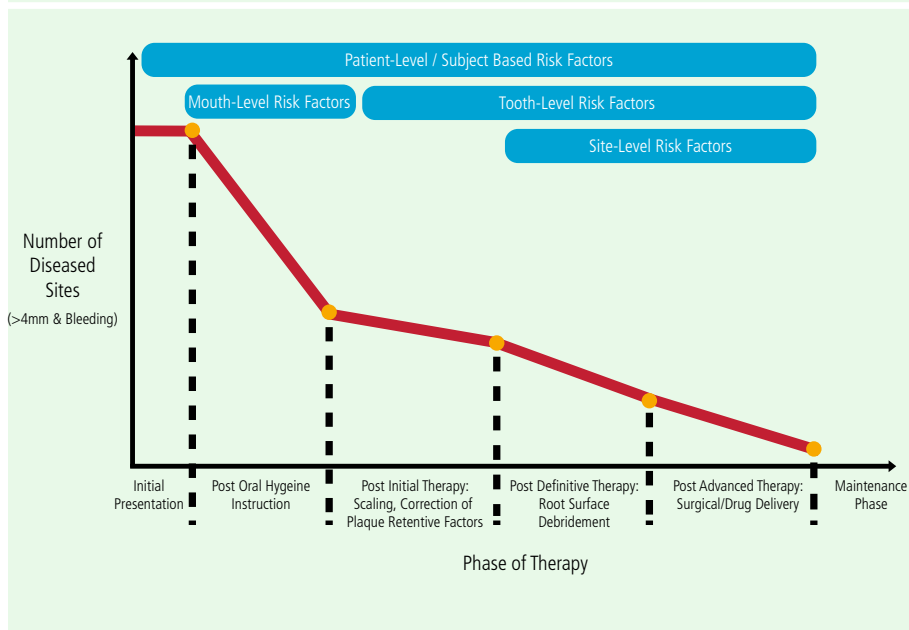 Patient-Level / Subject Based Risk Factors
Mouth-Level Risk Factors
Tooth-Level Risk Factors
Site-Level Risk Factors
Number of
Diseased
Sites
(>4mm & Bleeding)
Initial
Presentation
Post Oral Hygeine
Instruction
Post Initial Therapy:
Scaling, Correction of
Plaque Retentive Factors
Post Definitive Therapy:
Root Surface
Debridement
Post Advanced Therapy:
Surgical/Drug Delivery
Maintenance
Phase
Phase of Therapy